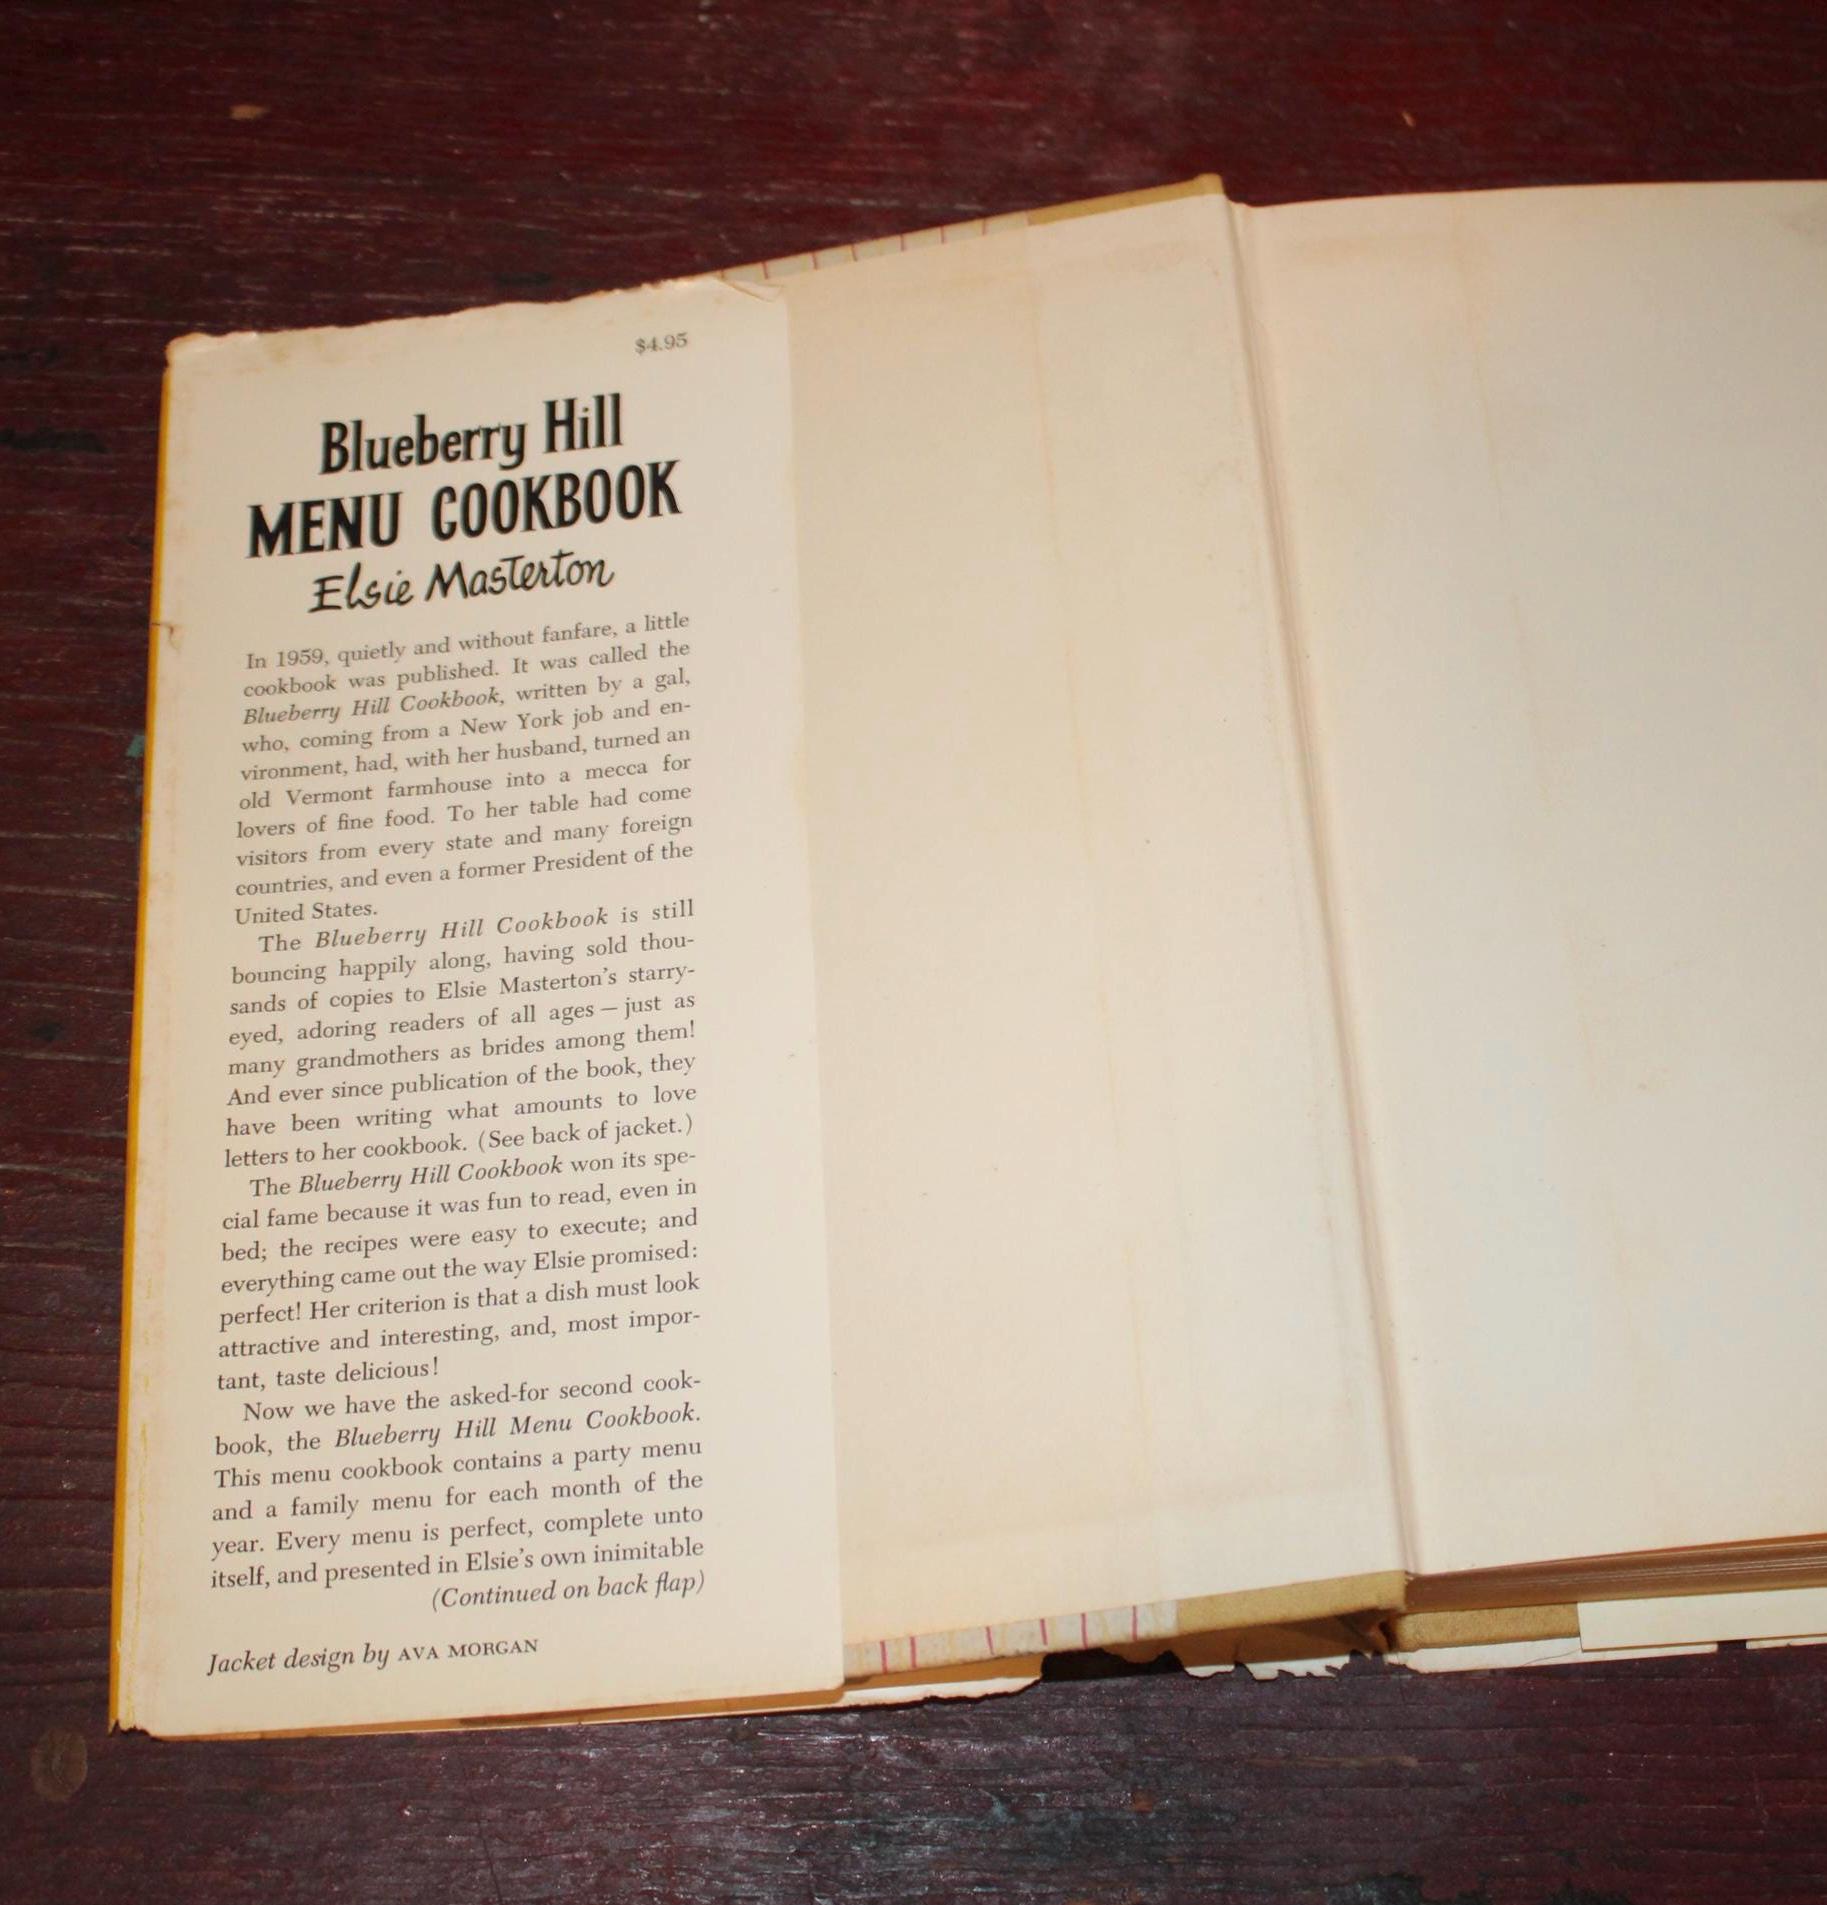 $4.95
Blueberry Hill
MENU COOKBOOK
Elsie Masterton
In 1959, quietly and without fanfare, a little
cookbook was published. It was called the
Blueberry Hill Cookbook, written by a gal,
who, coming from a New York job and en-
vironment, had, with her husband, turned an
old Vermont farmhouse into a mecca for
lovers of fine food. To her table had come
visitors from every state and many foreign
countries, and even a former President of the
United States.
The Blueberry Hill Cookbook is still
bouncing happily along, having sold thou-
sands of copies to Elsie Masterton's starry-
eyed, adoring readers of all ages — just as
many grandmothers as brides among them!
And ever since publication of the book, they
have been writing what amounts to love
letters to her cookbook. (See back of jacket.)
The Blueberry Hill Cookbook won its spe-
cial fame because it was fun to read, even in
bed; the recipes were easy to execute; and
everything came out the way Elsie promised:
perfect! Her criterion is that a dish must look
attractive and interesting, and, most impor-
tant, taste delicious!
Now we have the asked-for second cook-
book, the Blueberry Hill Menu Cookbook.
This menu cookbook contains a party menu
and a family menu for each month of the
year. Every menu is perfect, complete unto
itself, and presented in Elsie's own inimitable
(Continued on back flap)
Jacket design by AVA MORGAN